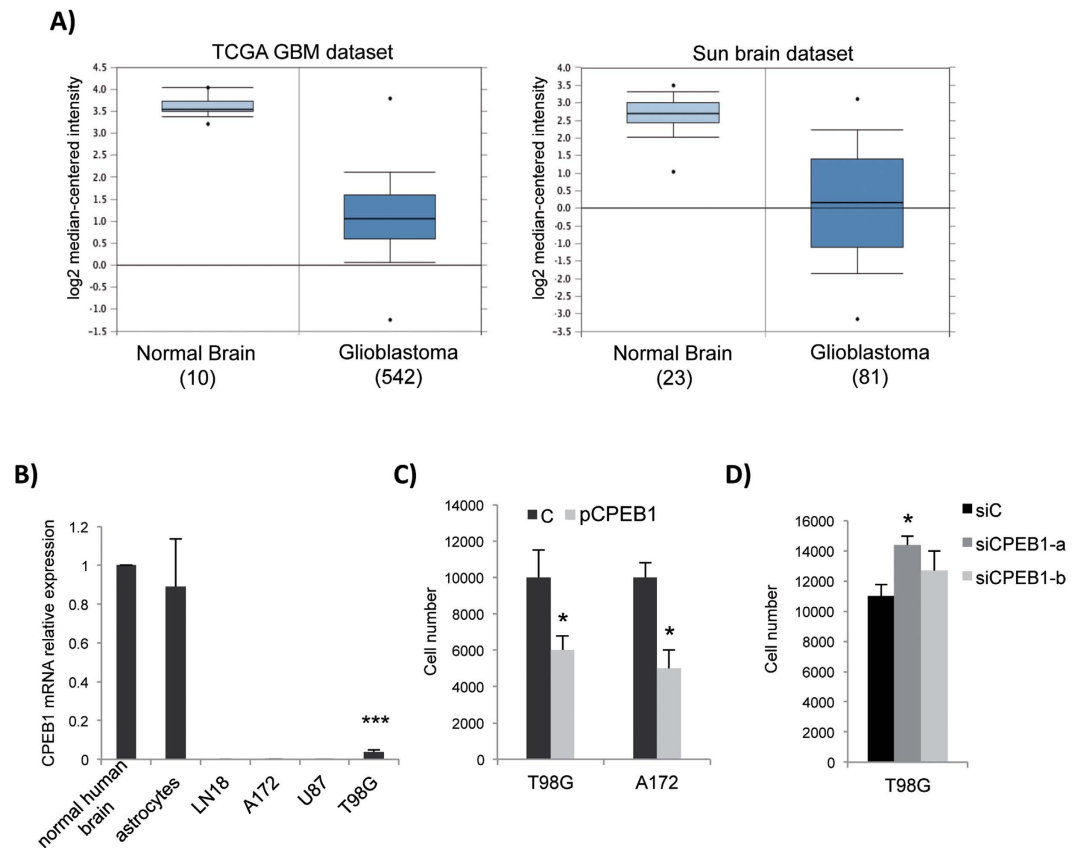 A)
TCGA GBM dataset
log2 median-centered intensity
4.5
4.0
3.5
3.0
2.5
2.0
1.5
1.0
0.5
0.0
-0.5
-1.0
-1.5
Normal Brain
(10)
Glioblastoma
(542)
Sun brain dataset
log2 median-centered intensity
4.0
3.5
3.0
2.5
2.0
1.5
1.0
0.5
0.0
-0.5
-1.0
-1.5
-2.0
-2.5
-3.0
-3.5
Normal Brain
(23)
Glioblastoma
(81)
B)
CPEB1 mRNA relative expression
1.2
1
0.8
0.6
0.4
0.2
0
***
normal human
brain
astrocytes
LN18
A172
U87
T98G
C)
C pCPEB1
Cell number
14000
12000
10000
8000
6000
4000
2000
0
*
*
T98G
A172
D)
siC
siCPEB1-a
siCPEB1-b
Cell number
16000
14000
12000
10000
8000
6000
4000
2000
0
*
T98G